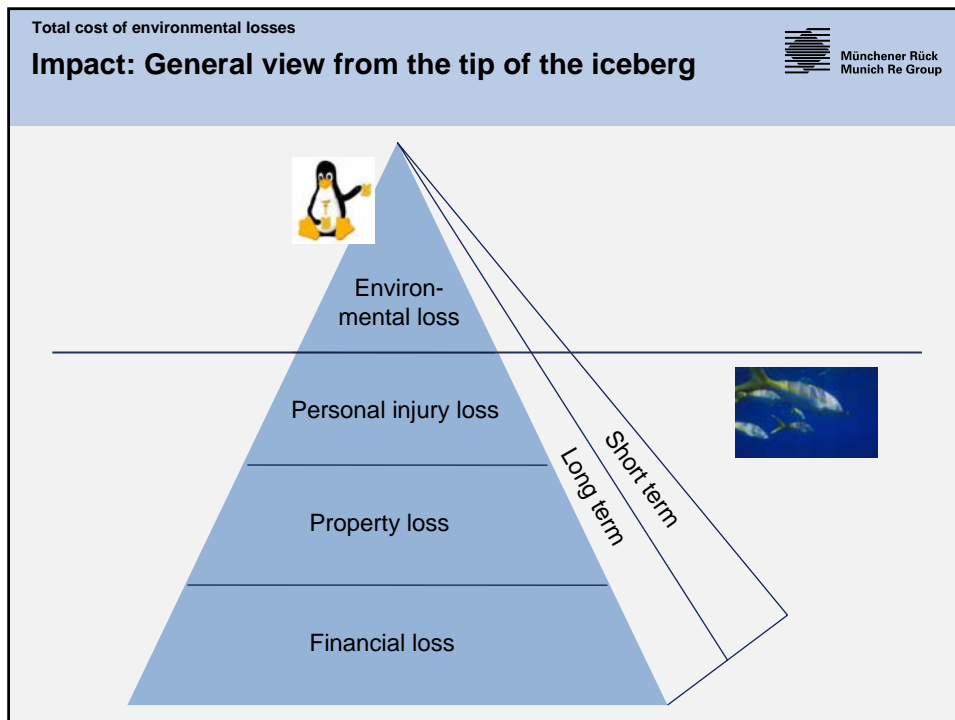 Total cost of environmental losses
Impact: General view from the tip of the iceberg
Münchener Rück
Munich Re Group
Environ-
mental loss
Personal injury loss
Property loss
Financial loss
Long term
Short term